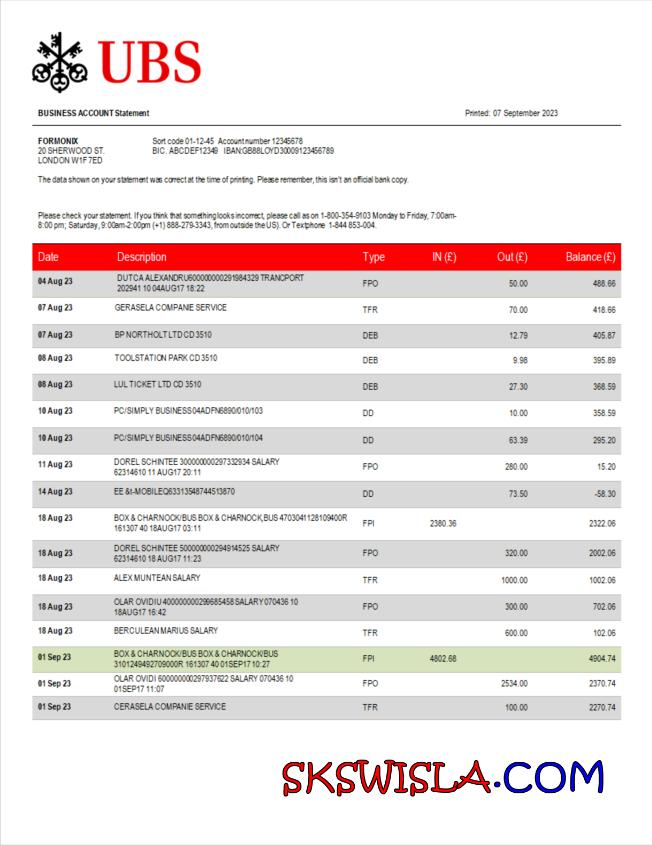 UBS
BUSINESS ACCOUNT Statement Printed: 07 September 2023
FORMONIX Sort code 01-12-45 Account number 12345678
20 SHERWOOD ST. BIC. ABCDEF12349 IBAN:GB88LOYD30009123456789
LONDON W1F 7ED
The data shown on your statement was correct at the time of printing. Please remember, this isn't an official bank copy.
Please check your statement. If you think that something looks incorrect, please call as on 1-800-354-9103 Monday to Friday, 7:00am-
8:00 pm; Saturday, 9:00am-2:00pm (+1) 888-279-3343, from outside the US). Or Textphone 1-844 853-004.
Date Description Type IN (£) Out (£) Balance (£)
04 Aug 23 DUTCA ALEXANDRU600000000291984329 TRANCPORT FPO 50.00 488.66
202941 10 04AUG17 18:22
07 Aug 23 GERASELA COMPANIE SERVICE TFR 70.00 418.66
07 Aug 23 BP NORTHOLT LTD CD 3510 DEB 12.79 405.87
08 Aug 23 TOOLSTATION PARK CD 3510 DEB 9.98 395.89
08 Aug 23 LUL TICKET LTD CD 3510 DEB 27.30 368.59
10 Aug 23 PC/SIMPLY BUSINESS04ADFN6890/010/103 DD 10.00 358.59
10 Aug 23 PC/SIMPLY BUSINESS04ADFN6890/010/104 DD 63.39 295.20
11 Aug 23 DOREL SCHINTEE 300000000297332934 SALARY FPO 280.00 15.20
62314610 11 AUG17 20:11
14 Aug 23 EE &t-MOBILEQ63313548744513870 DD 73.50 -58.30
18 Aug 23 BOX & CHARNOCK/BUS BOX & CHARNOCK,BUS 4703041128109400R FPI 2380.36 2322.06
161307 40 18AUG17 03:11
18 Aug 23 DOREL SCHINTEE 500000000294914525 SALARY FPO 320.00 2002.06
62314610 18 AUG17 11:23
18 Aug 23 ALEX MUNTEAN SALARY TFR 1000.00 1002.06
18 Aug 23 OLAR OVIDIU 400000000299685458 SALARY 070436 10 FPO 300.00 702.06
18AUG17 16:42
18 Aug 23 BERCULEAN MARIUS SALARY TFR 600.00 102.06
01 Sep 23 BOX & CHARNOCK/BUS BOX & CHARNOCK/BUS FPI 4802.68 4904.74
3101249492709000R 161307 40 01SEP17 10:27
01 Sep 23 OLAR OVIDI 600000000297937622 SALARY 070436 10 FPO 2534.00 2370.74
01SEP17 11:07
01 Sep 23 CERASELA COMPANIE SERVICE TFR 100.00 2270.74
SKSWISLA.COM